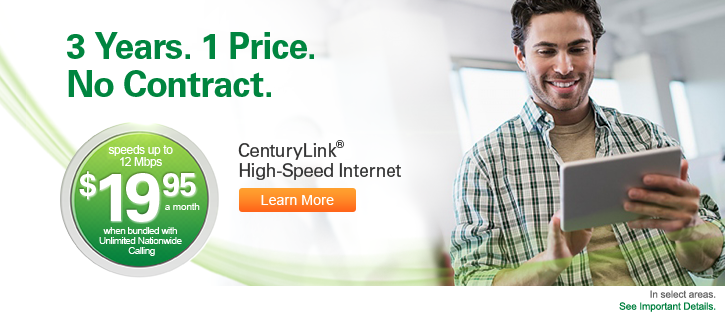 3 Years. 1 Price.
No Contract.
speeds up to
12 Mbps
$19.95
a month
when bundled with
Unlimited Nationwide
Calling
CenturyLink®
High-Speed Internet
Learn More
In select areas.
See Important Details.